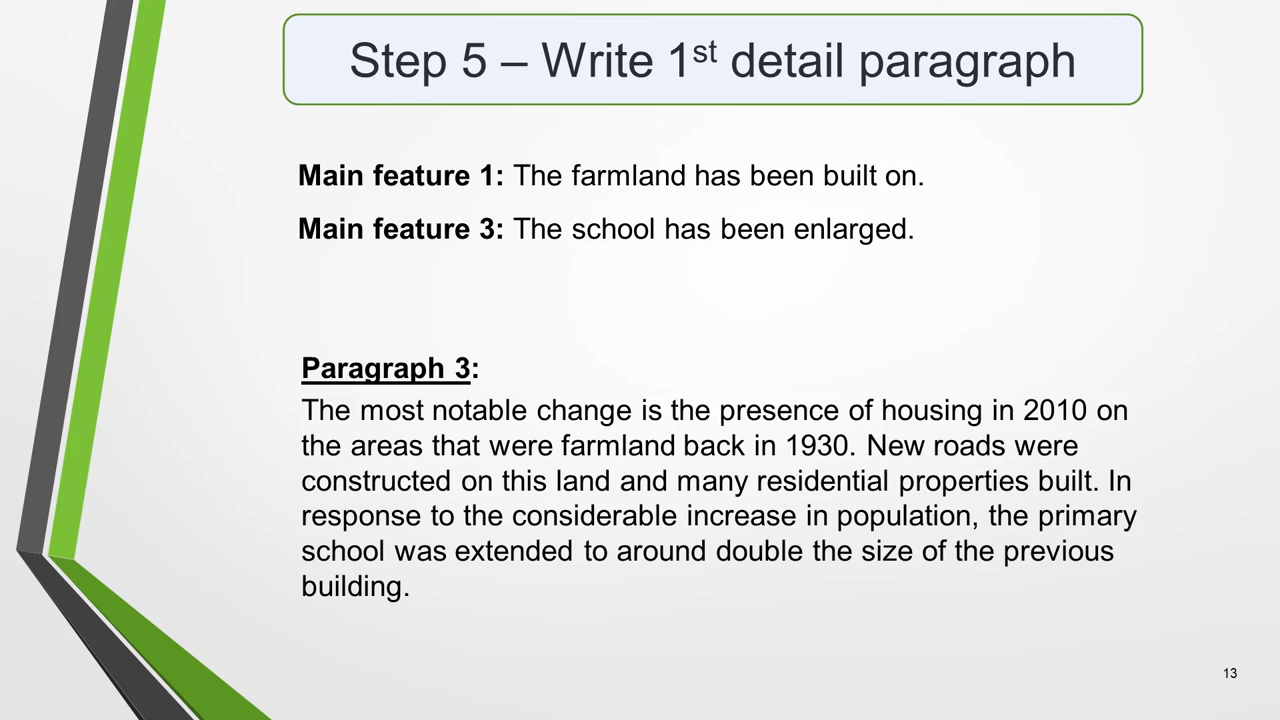 Step 5 – Write 1st detail paragraph
Main feature 1: The farmland has been built on.
Main feature 3: The school has been enlarged.
Paragraph 3:
The most notable change is the presence of housing in 2010 on
the areas that were farmland back in 1930. New roads were
constructed on this land and many residential properties built. In
response to the considerable increase in population, the primary
school was extended to around double the size of the previous
building.
13